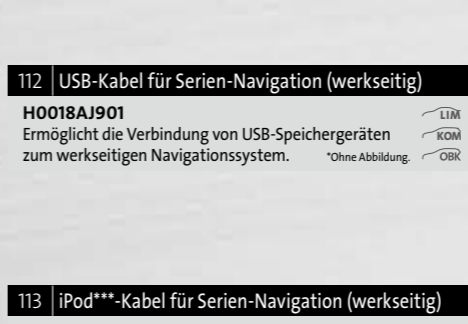 112 USB-Kabel für Serien-Navigation (werkseitig)
H0018AJ901
Ermöglicht die Verbindung von USB-Speichergeräten
zum werkseitigen Navigationssystem. *Ohne Abbildung.
LIM
KOM
OBK
113 iPod***-Kabel für Serien-Navigation (werkseitig)